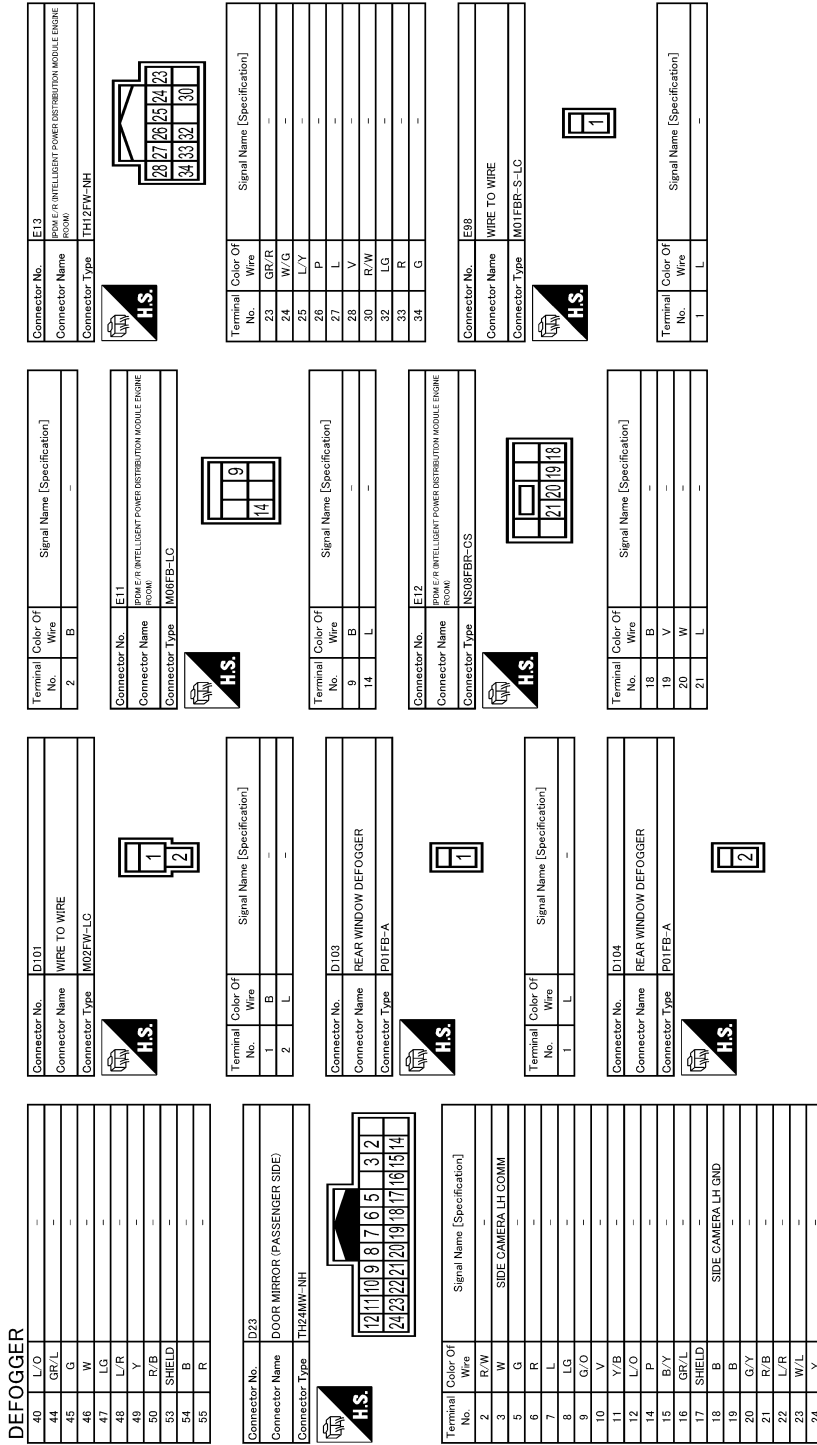 DEFOGGER
40 L/O –
44 GR/L –
45 G –
46 W –
47 LG –
48 L/R –
49 Y –
50 R/B –
53 SHIELD –
54 B –
55 R –
Connector No. D23
Connector Name DOOR MIRROR (PASSENGER SIDE)
Connector Type TH24MW-NH
H.S.
12 11 10 9 8 7 6 5 3 2
24 23 22 21 20 19 18 17 16 15 14
Terminal No. Color Of Wire Signal Name [Specification]
2 R/W –
3 W SIDE CAMERA LH COMM
5 G –
6 R –
7 L –
8 LG –
9 G/O –
10 V –
11 Y/B –
12 L/O –
14 P –
15 B/Y –
16 GR/L –
17 SHIELD –
18 B SIDE CAMERA LH GND
19 B –
20 G/Y –
21 R/B –
22 L/R –
23 W/L –
24 Y –
Connector No. D101
Connector Name WIRE TO WIRE
Connector Type M02FW-LC
H.S.
1
2
Terminal No. Color Of Wire Signal Name [Specification]
1 B –
2 L –
Connector No. D103
Connector Name REAR WINDOW DEFOGGER
Connector Type P01FB-A
H.S.
1
Terminal No. Color Of Wire Signal Name [Specification]
1 L –
Connector No. D104
Connector Name REAR WINDOW DEFOGGER
Connector Type P01FB-A
H.S.
2
Terminal No. Color Of Wire Signal Name [Specification]
2 B –
Connector No. E11
Connector Name IPDM E/R (INTELLIGENT POWER DISTRIBUTION MODULE ENGINE
ROOM)
Connector Type M06FB-LC
H.S.
9
14
Terminal No. Color Of Wire Signal Name [Specification]
9 B –
14 L –
Connector No. E12
Connector Name IPDM E/R (INTELLIGENT POWER DISTRIBUTION MODULE ENGINE
ROOM)
Connector Type NS08FBR-CS
H.S.
21 20 19 18
Terminal No. Color Of Wire Signal Name [Specification]
18 B –
19 V –
20 W –
21 L –
Connector No. E13
Connector Name IPDM E/R (INTELLIGENT POWER DISTRIBUTION MODULE ENGINE
ROOM)
Connector Type TH12FW-NH
H.S.
28 27 26 25 24 23
34 33 32 30
Terminal No. Color Of Wire Signal Name [Specification]
23 GR/R –
24 W/G –
25 L/Y –
26 P –
27 L –
28 V –
30 R/W –
32 LG –
33 R –
34 G –
Connector No. E98
Connector Name WIRE TO WIRE
Connector Type M01FBR-S-LC
H.S.
1
Terminal No. Color Of Wire Signal Name [Specification]
1 L –